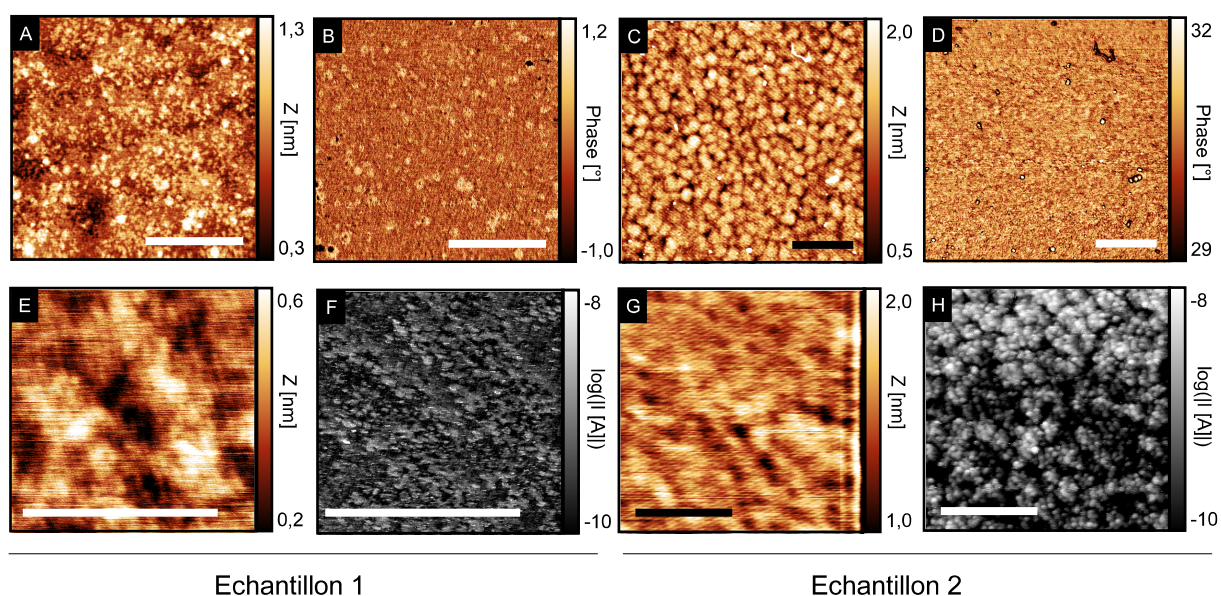 A
1,3
Z [nm]
0,3
B
1,2
Phase [°]
-1,0
C
2,0
Z [nm]
0,5
D
32
Phase [°]
29
E
0,6
Z [nm]
0,2
F
-8
log(|I [A]|)
-10
G
2,0
Z [nm]
1,0
H
-8
log(|I [A]|)
-10
Echantillon 1
Echantillon 2